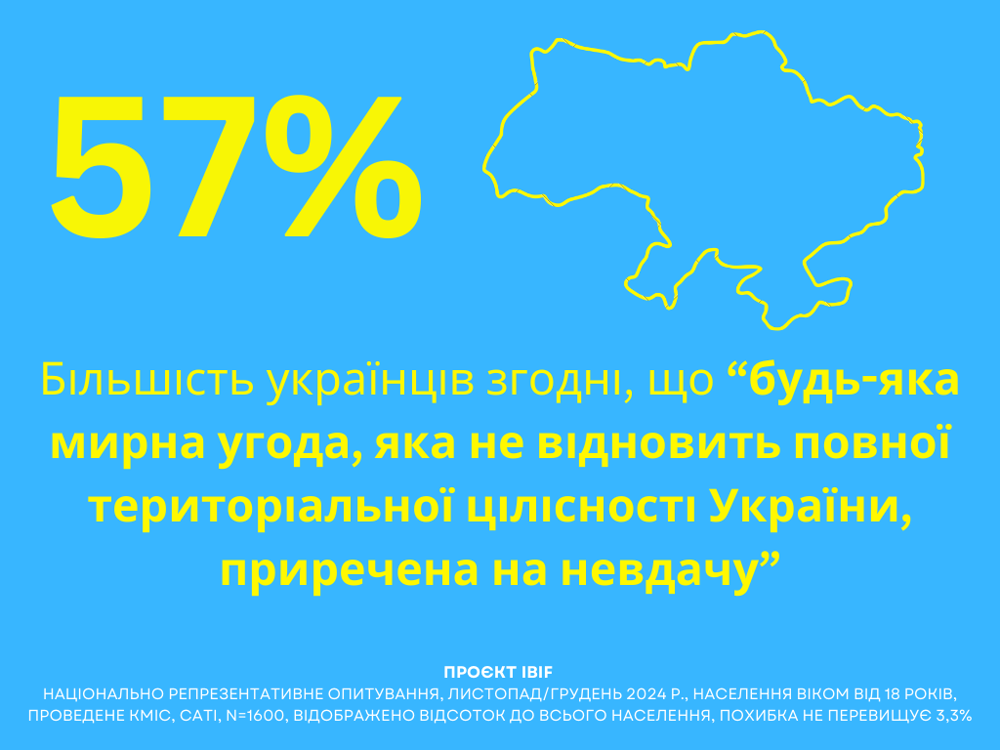 57%
Більшість українців згодні, що “будь-яка
мирна угода, яка не відновить повної
територіальної цілісності України,
приречена на невдачу”
ПРОЄКТ IBIF
НАЦІОНАЛЬНО РЕПРЕЗЕНТАТИВНЕ ОПИТУВАННЯ, ЛИСТОПАД/ГРУДЕНЬ 2024 Р., НАСЕЛЕННЯ ВІКОМ ВІД 18 РОКІВ,
ПРОВЕДЕНЕ КМІС, CATI, N=1600, ВІДОБРАЖЕНО ВІДСОТОК ДО ВСЬОГО НАСЕЛЕННЯ, ПОХИБКА НЕ ПЕРЕВИЩУЄ 3,3%